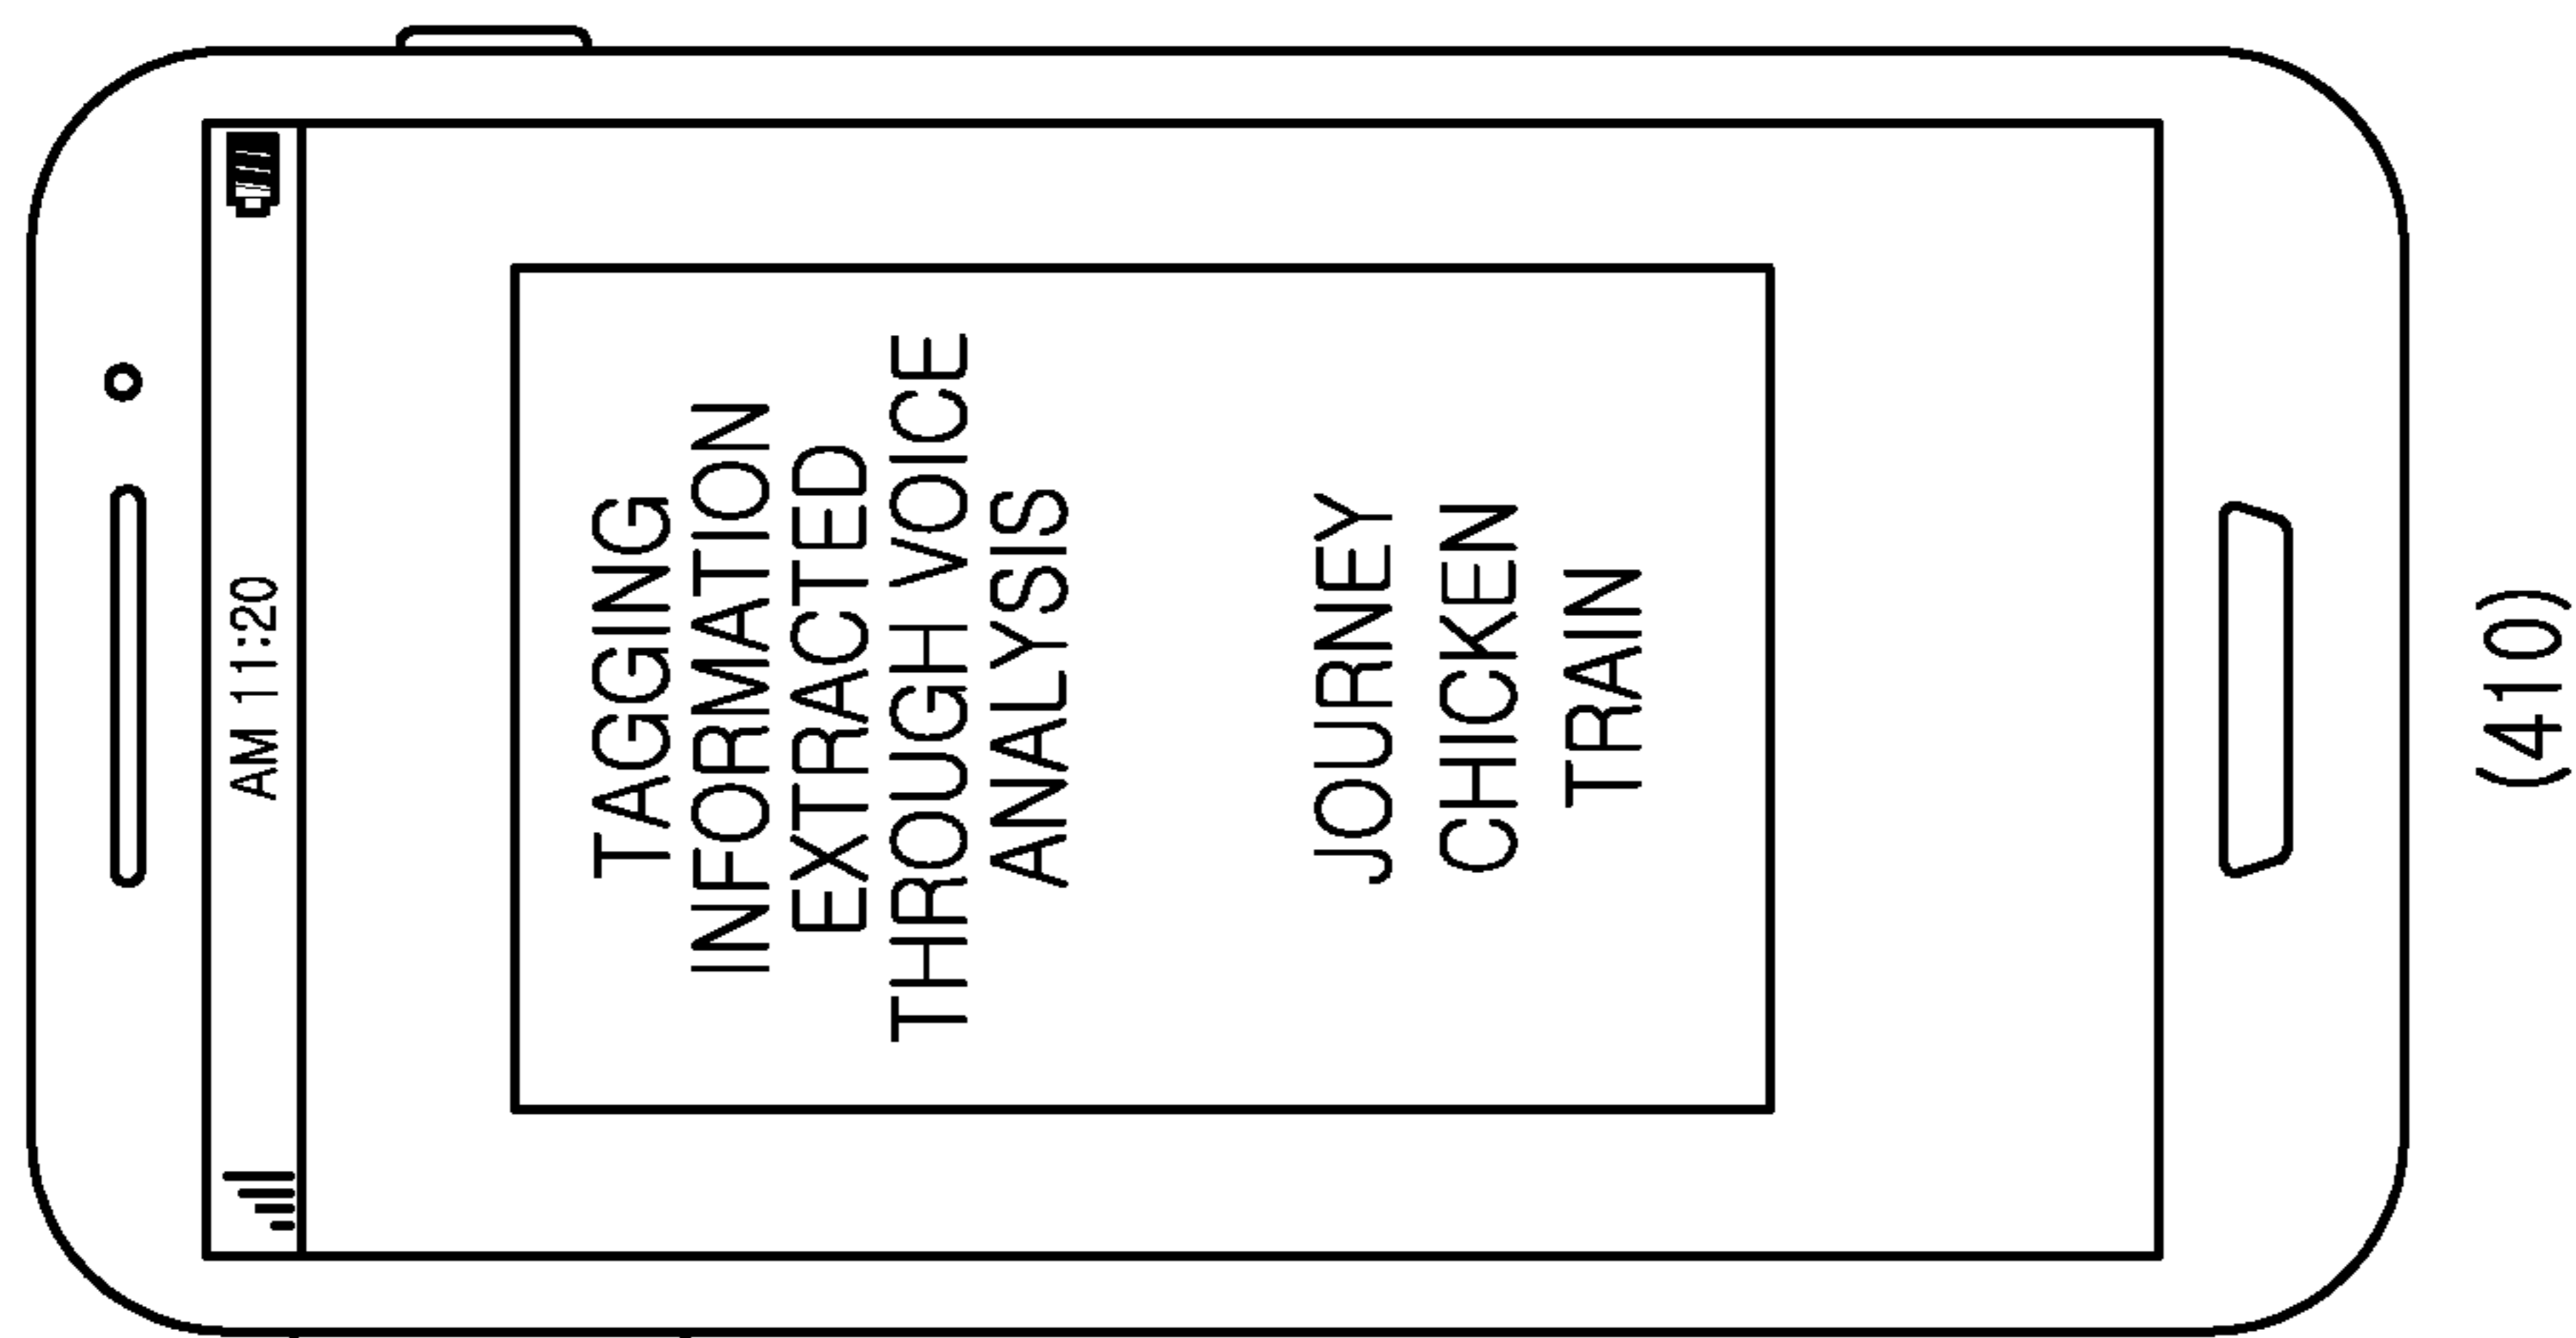 AM 11:20
TAGGING
INFORMATION
EXTRACTED
THROUGH VOICE
ANALYSIS
JOURNEY
CHICKEN
TRAIN
(410)